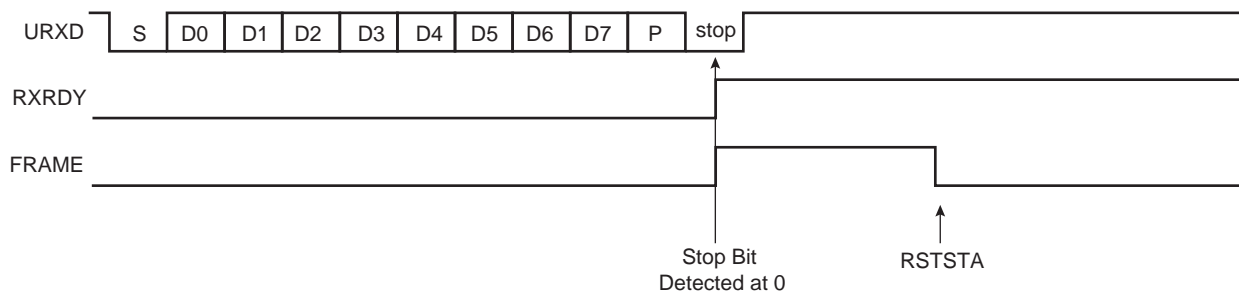 URXD S D0 D1 D2 D3 D4 D5 D6 D7 P stop
RXRDY
FRAME
Stop Bit
Detected at 0
RSTSTA